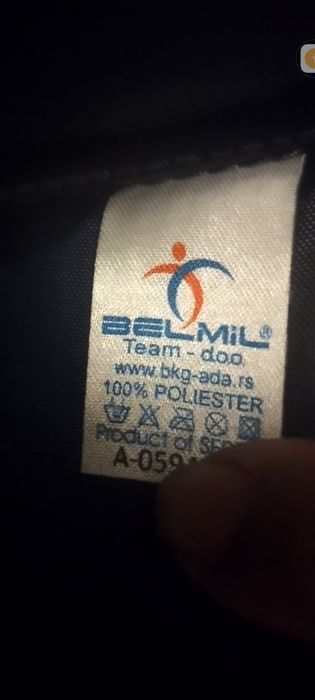 BELMiL®
Team - d.o.o.
www.bkg-ada.rs
100% POLIESTER
Product of
A-059